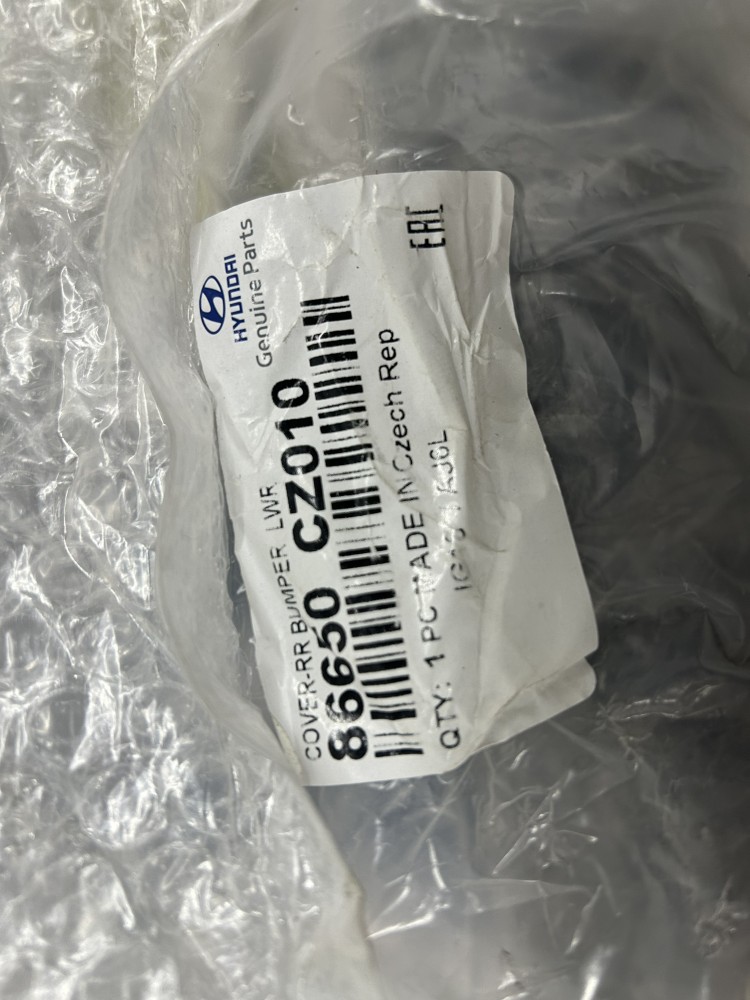 HYUNDAI
Genuine Parts
EAC
COVER-RR BUMPER LWR
86650 CZ010
QTY: 1 PC MADE IN Czech Rep